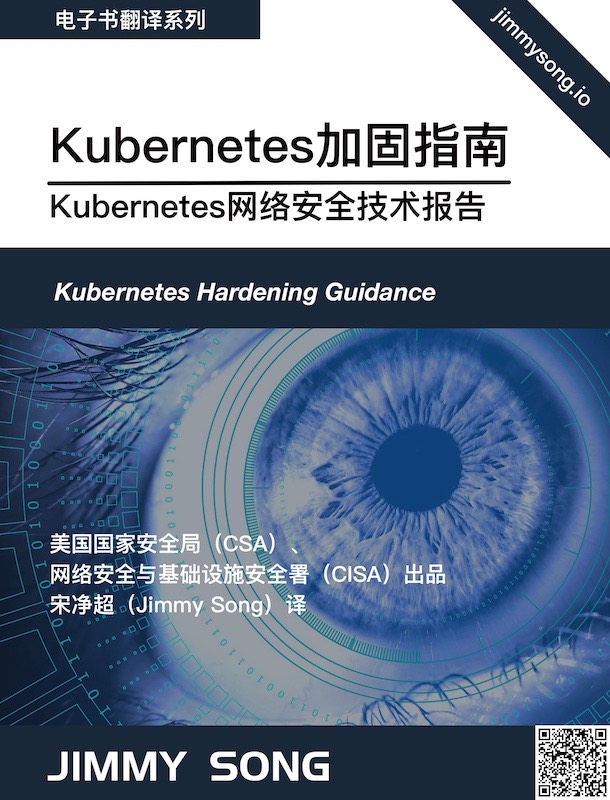 电子书翻译系列
jimmysong.io
Kubernetes加固指南
Kubernetes网络安全技术报告
Kubernetes Hardening Guidance
美国国家安全局（CSA）、
网络安全与基础设施安全署（CISA）出品
宋净超（Jimmy Song）译
JIMMY SONG